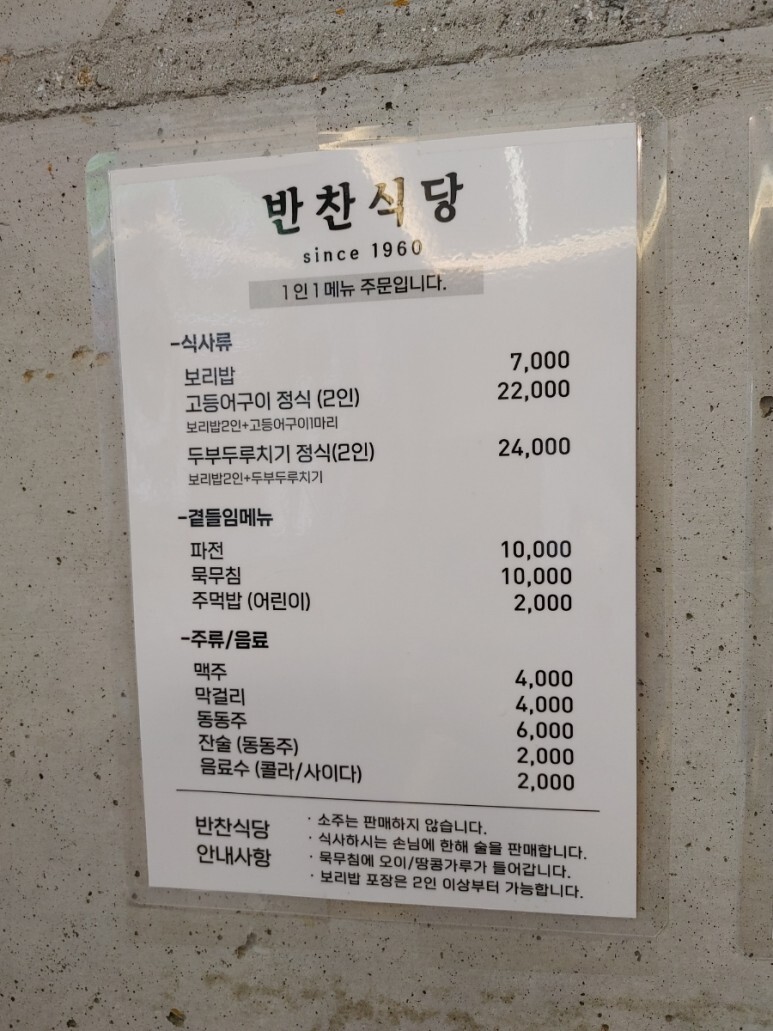 반찬식당
since 1960
1인 1메뉴 주문입니다.
-식사류
보리밥 7,000
고등어구이 정식 (2인) 22,000
보리밥2인+고등어구이1마리
두부두루치기 정식(2인) 24,000
보리밥2인+두부두루치기
-곁들임메뉴
파전 10,000
묵무침 10,000
주먹밥 (어린이) 2,000
-주류/음료
맥주 4,000
막걸리 4,000
동동주 6,000
잔술 (동동주) 2,000
음료수 (콜라/사이다) 2,000
반찬식당
안내사항
· 소주는 판매하지 않습니다.
· 식사하시는 손님에 한해 술을 판매합니다.
· 묵무침에 오이/땅콩가루가 들어갑니다.
· 보리밥 포장은 2인 이상부터 가능합니다.